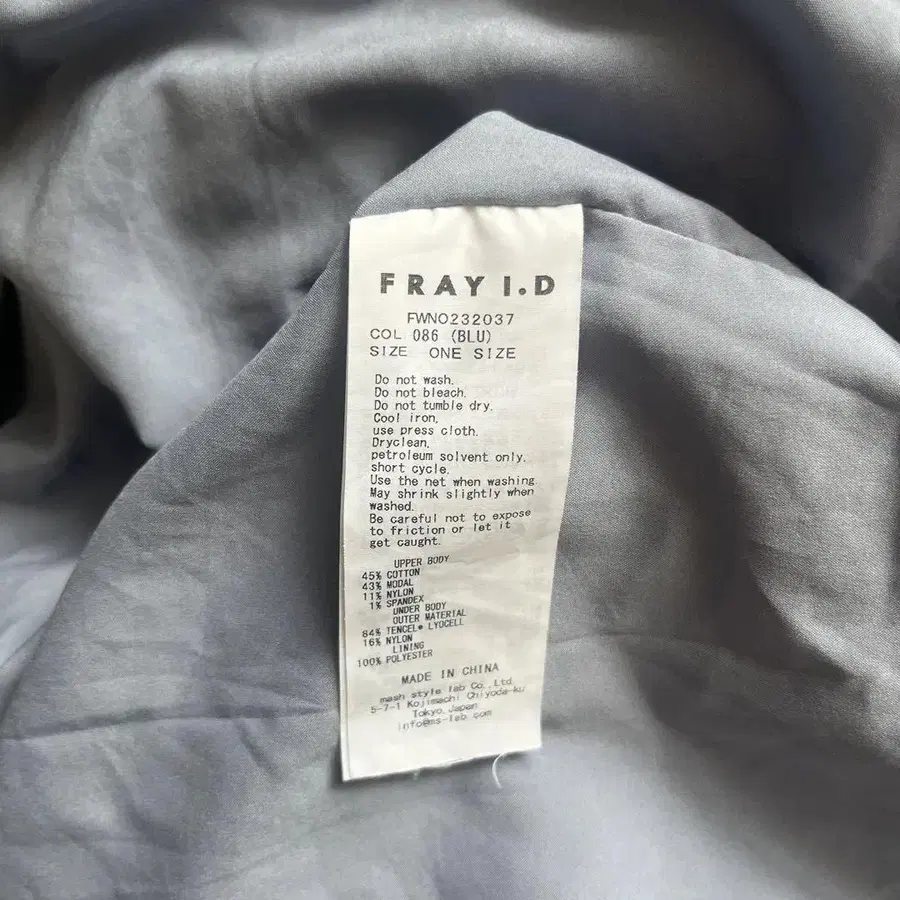 FRAY I.D
FWNO232037
COL 086 (BLU)
SIZE ONE SIZE
Do not wash.
Do not bleach.
Do not tumble dry.
Cool iron,
use press cloth.
Dryclean,
petroleum solvent only.
short cycle.
Use the net when washing.
May shrink slightly when
washed.
Be careful not to expose
to friction or let it
get caught.
UPPER BODY
45% COTTON
43% MODAL
11% NYLON
1% SPANDEX
UNDER BODY
OUTER MATERIAL
84% TENCEL* LYOCELL
16% NYLON
LINING
100% POLYESTER
MADE IN CHINA
mash style lab Co., Ltd.
5-7-1 Kojimachi Chiyoda-ku
Tokyo, Japan
info@ms-lab.com